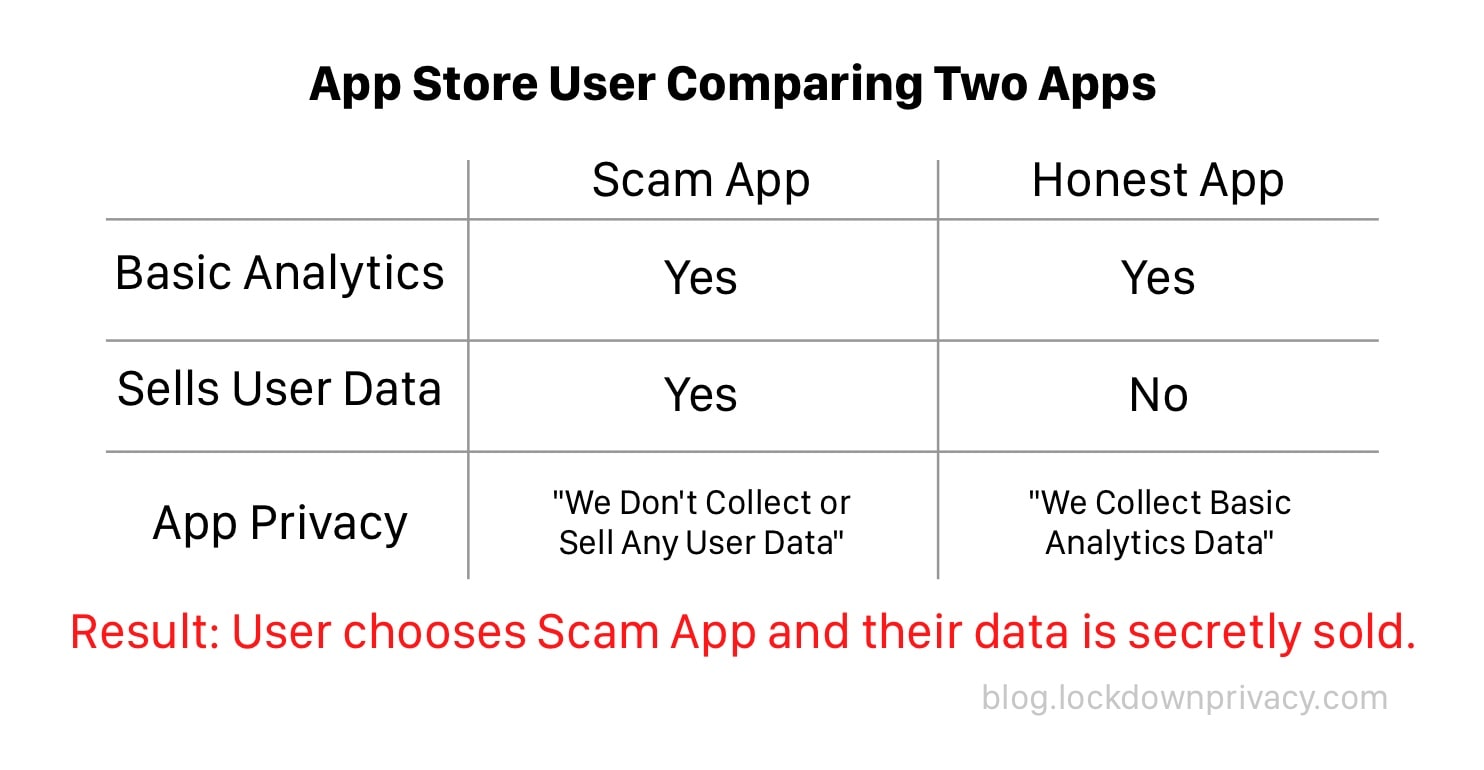 App Store User Comparing Two Apps
Scam App Honest App
Basic Analytics Yes Yes
Sells User Data Yes No
App Privacy "We Don't Collect or Sell Any User Data" "We Collect Basic Analytics Data"
Result: User chooses Scam App and their data is secretly sold.
blog.lockdownprivacy.com